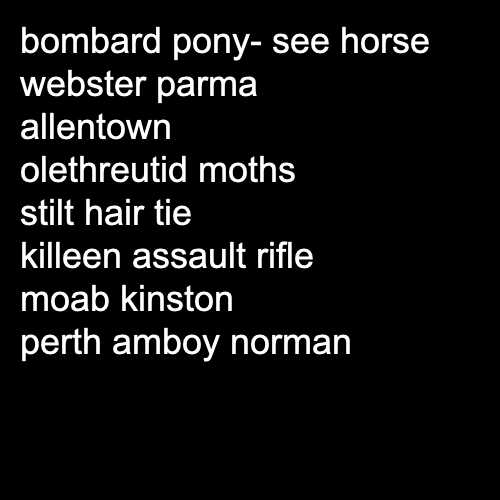 bombard pony- see horse
webster parma
allentown
olethreutid moths
stilt hair tie
killeen assault rifle
moab kinston
perth amboy norman